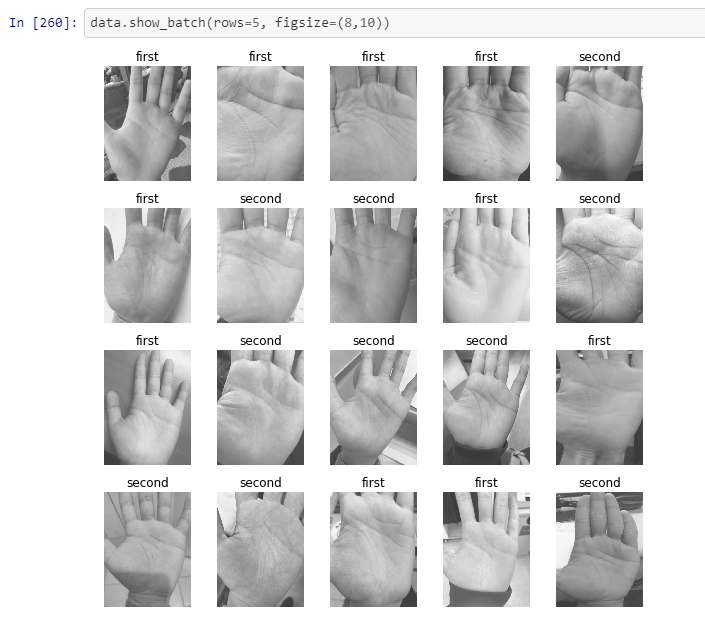 In [260]: data.show_batch(rows=5, figsize=(8,10))
first first first first second
first second second first second
first second second second first
second second first first second